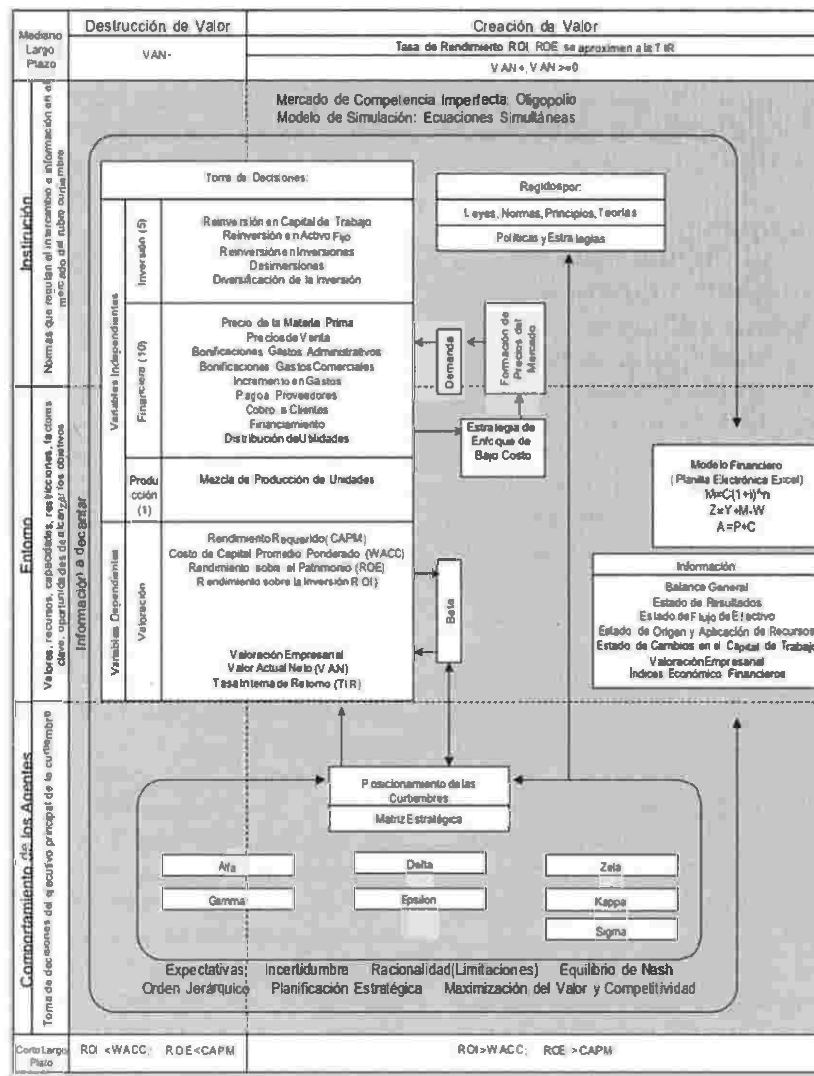 Mediano
Largo
Plazo
Destrucción de Valor
Creación de Valor
VAN-
Tasa de Rendimiento ROI, ROE se aproximen a la TIR
VAN+, VAN>=0
Institución
Normas que regulan el intercambio e información en el
mercado del rubro curtiembre
Entorno
Valores, recursos, capacidades, restricciones, factores
clave, oportunidades de alcanzar los objetivos
Comportamiento de los Agentes
Toma de decisiones del ejecutivo principal de la curtiembre
Información a decantar
Mercado de Competencia Imperfecta: Oligopolio
Modelo de Simulación: Ecuaciones Simultáneas
Toma de Decisiones:
Variables Independientes
Inversión (5)
Reinversión en Capital de Trabajo
Reinversión en Activo Fijo
Reinversión en Inversiones
Desinversiones
Diversificación de la Inversión
Financiera (10)
Precio de la Materia Prima
Precios de Venta
Bonificaciones Gastos Administrativos
Bonificaciones Gastos Comerciales
Incremento en Gastos
Pago a Proveedores
Cobro a Clientes
Financiamiento
Distribución de Utilidades
Produ
cción
(1)
Mezcla de Producción de Unidades
Variables Dependientes
Valoración
Rendimiento Requerido (CAPM)
Costo de Capital Promedio Ponderado (WACC)
Rendimiento sobre el Patrimonio (ROE)
Rendimiento sobre la Inversión ROI)
Valoración Empresarial
Valor Actual Neto (VAN)
Tasa Interna de Retorno (TIR)
Regidos por:
Leyes, Normas, Principios, Teorías
Políticas y Estrategias
Demanda
Formación de
Precios del
Mercado
Estrategia de
Enfoque de
Bajo Costo
Beta
Modelo Financiero
(Planilla Electrónica Excel)
M=C(1+i)^n
Z=Y+M-W
A=P+C
Información
Balance General
Estado de Resultados
Estado de Flujo de Efectivo
Estado de Origen y Aplicación de Recursos
Estado de Cambios en el Capital de Trabajo
Valoración Empresarial
Índices Económico Financieros
Posicionamiento de las
Curtiembres
Matriz Estratégica
Alfa
Delta
Zeta
Gamma
Epsilon
Kappa
Sigma
Expectativas Incertidumbre Racionalidad(Limitaciones) Equilibrio de Nash
Orden Jerárquico Planificación Estratégica Maximización del Valor y Competitividad
Corto Largo
Plazo
ROI <WACC; ROE<CAPM
ROI>WACC; ROE >CAPM